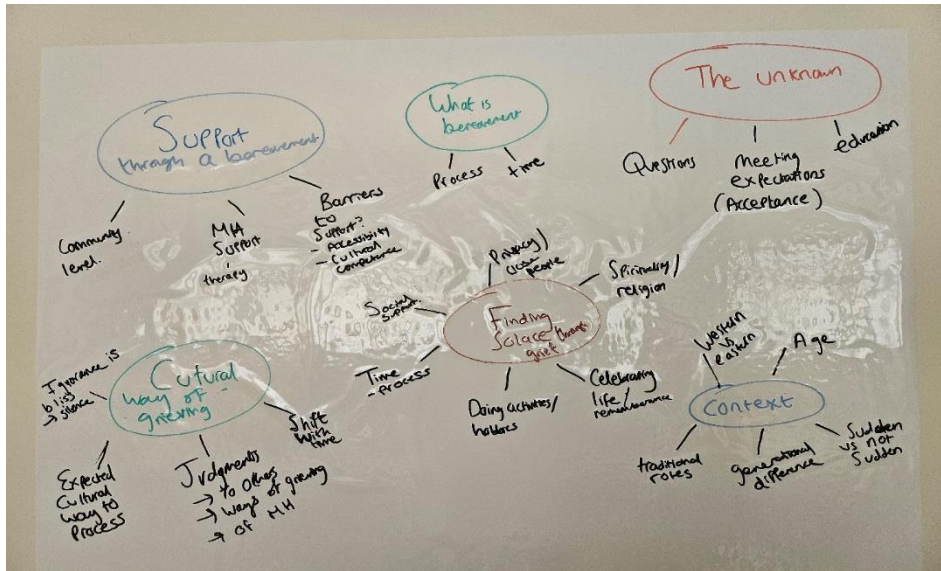 Support
through a bereavement
Community
level.
MH
Support
therapy
Barriers
to
Support?
- Accessibility
- Cultural
competence
What is
bereavement
Process
time
The unknown
Questions
Meeting
expectations
(Acceptance)
education
Cutural
way of
grieving
Ignorance is
bliss
→ silence
Expected
Cultural
way to
Process
Judgments
→ to others
→ ways of grieving
→ of MH
Shift
with
time
Finding
Solace through
grief
Social
support
Privacy/
close
people
Spirituality/
religion
Time
- Process
Doing activities/
Celebrating
life/
rememberance
Context
Western
vs
eastern
Age
traditional
roles
generational
difference
Sudden
vs not
Sudden